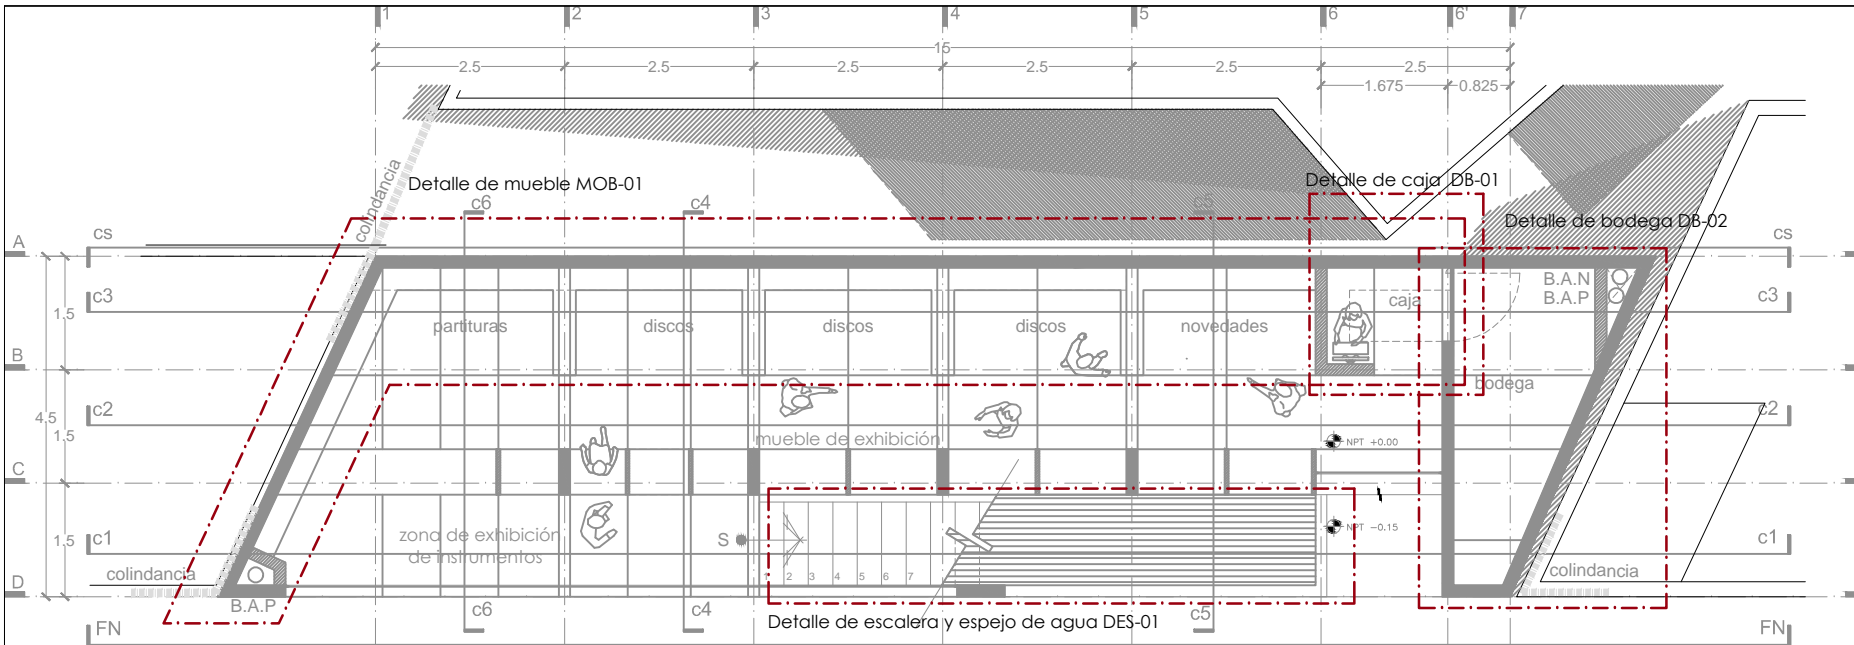 1 2 3 4 5 6 6' 7
15
2.5 2.5 2.5 2.5 2.5 2.5
1.675 0.825
colindancia
Detalle de mueble MOB-01
Detalle de caja DB-01
c6 c4 c5
Detalle de bodega DB-02
A cs cs
B.A.N
B.A.P
c3 caja c3
1.5
partituras discos discos discos novedades
B
bodega
4.5
c2 c2
1.5
mueble de exhibición
NPT +0.00
C
zona de exhibición
de instrumentos
S
NPT -0.15
1.5 c1 c1
colindancia
1 2 3 4 5 6 7
colindancia
D
B.A.P
c6 c4 c5
Detalle de escalera y espejo de agua DES-01
FN FN